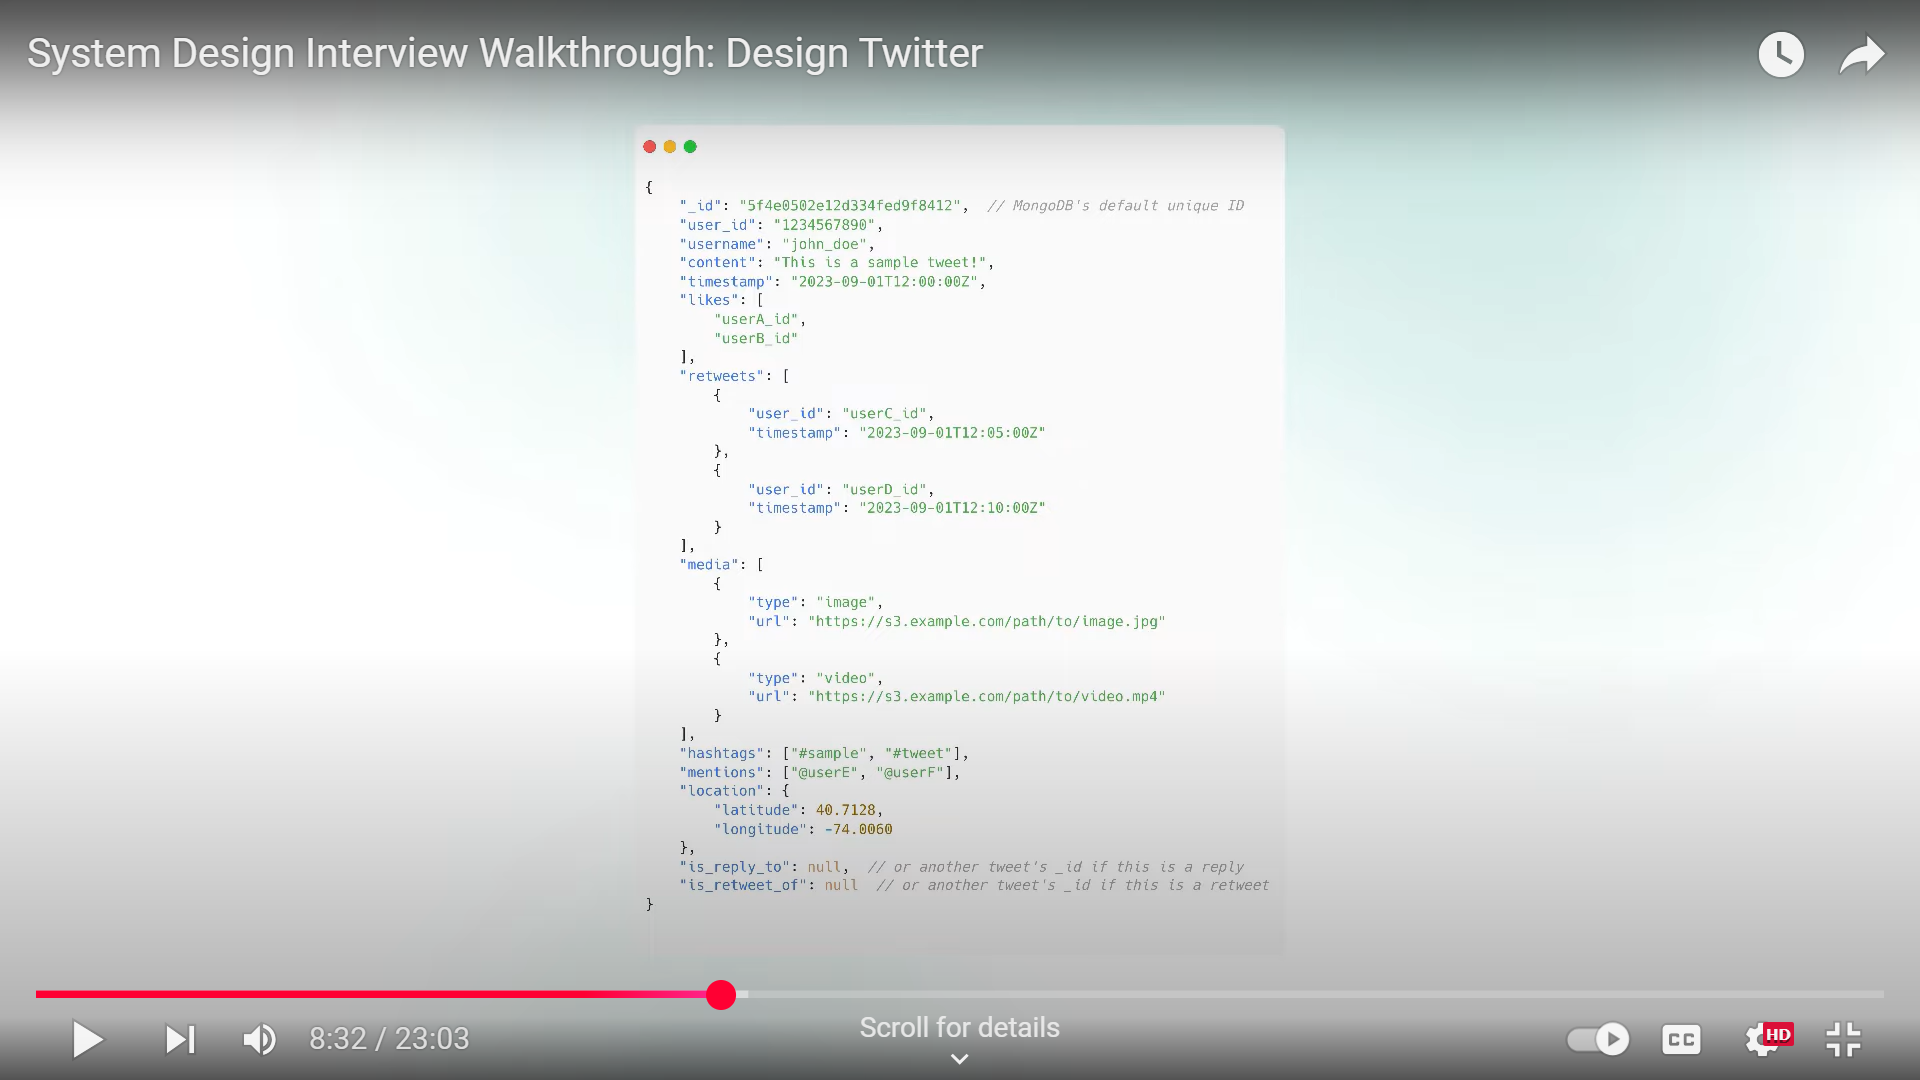 System Design Interview Walkthrough: Design Twitter
{
"_id": "5f4e0502e12d334fed9f8412",  // MongoDB's default unique ID
"user_id": "1234567890",
"username": "john_doe",
"content": "This is a sample tweet!",
"timestamp": "2023-09-01T12:00:00Z",
"likes": [
"userA_id",
"userB_id"
],
"retweets": [
{
"user_id": "userC_id",
"timestamp": "2023-09-01T12:05:00Z"
},
{
"user_id": "userD_id",
"timestamp": "2023-09-01T12:10:00Z"
}
],
"media": [
{
"type": "image",
"url": "https://s3.example.com/path/to/image.jpg"
},
{
"type": "video",
"url": "https://s3.example.com/path/to/video.mp4"
}
],
"hashtags": ["#sample", "#tweet"],
"mentions": ["@userE", "@userF"],
"location": {
"latitude": 40.7128,
"longitude": -74.0060
},
"is_reply_to": null,  // or another tweet's _id if this is a reply
"is_retweet_of": null  // or another tweet's _id if this is a retweet
}
8:32 / 23:03
Scroll for details
CC
HD